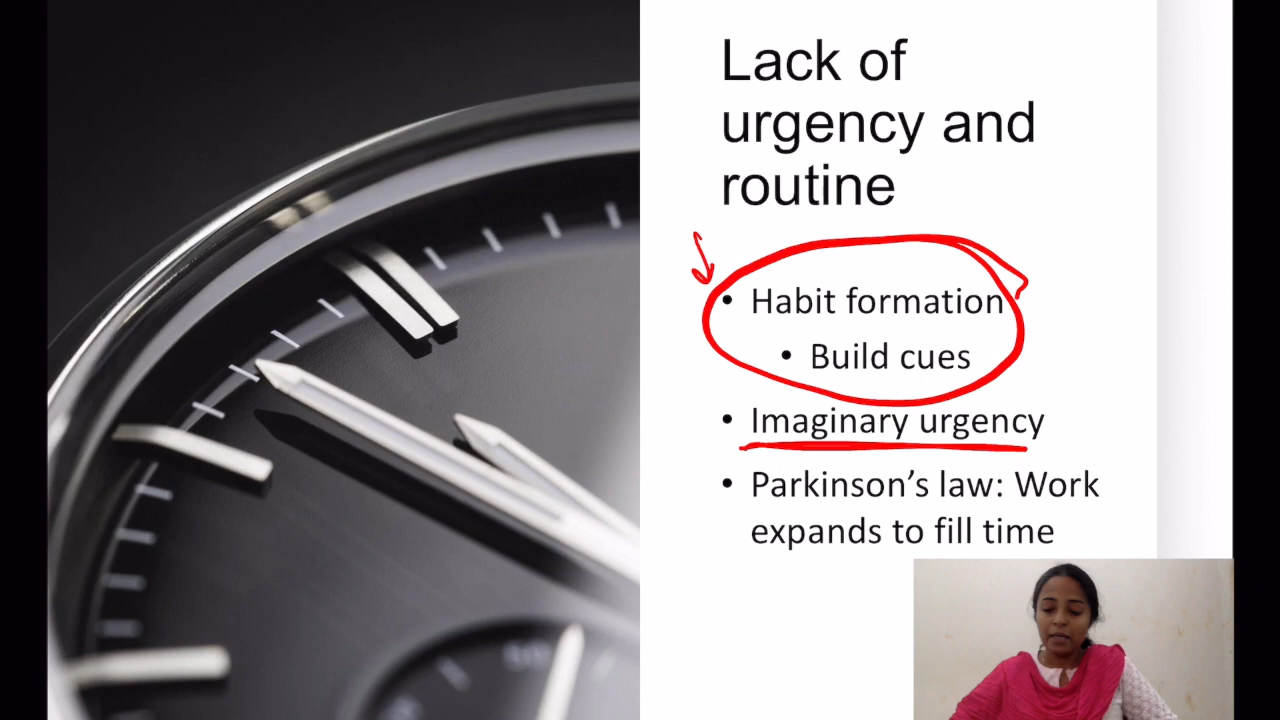 Lack of
urgency and
routine
• Habit formation
• Build cues
• Imaginary urgency
• Parkinson’s law: Work
expands to fill time